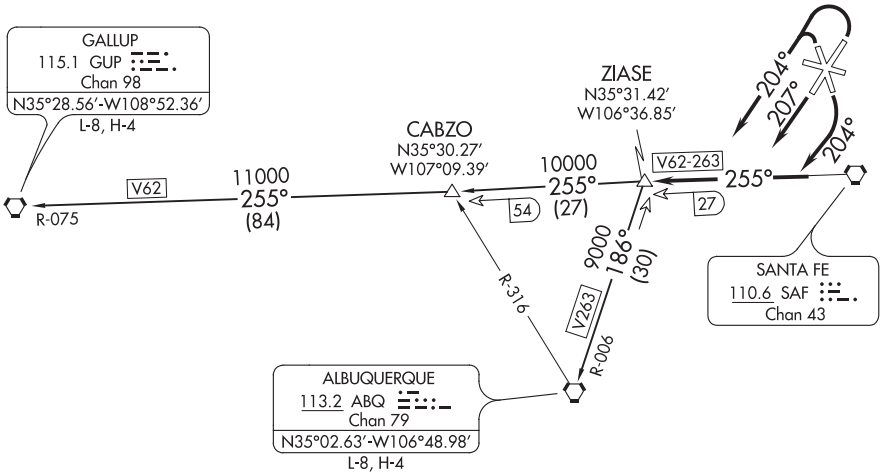 GALLUP
115.1 GUP
Chan 98
N35°28.56'-W108°52.36'
L-8, H-4
ZIASE
N35°31.42'
W106°36.85'
204°
207°
204°
CABZO
N35°30.27'
W107°09.39'
V62
11000
255°
(84)
R-075
10000
255°
(27)
54
V62-263
255°
27
R-316
9000
186°
(30)
V263
R-006
SANTA FE
110.6 SAF
Chan 43
ALBUQUERQUE
113.2 ABQ
Chan 79
N35°02.63'-W106°48.98'
L-8, H-4